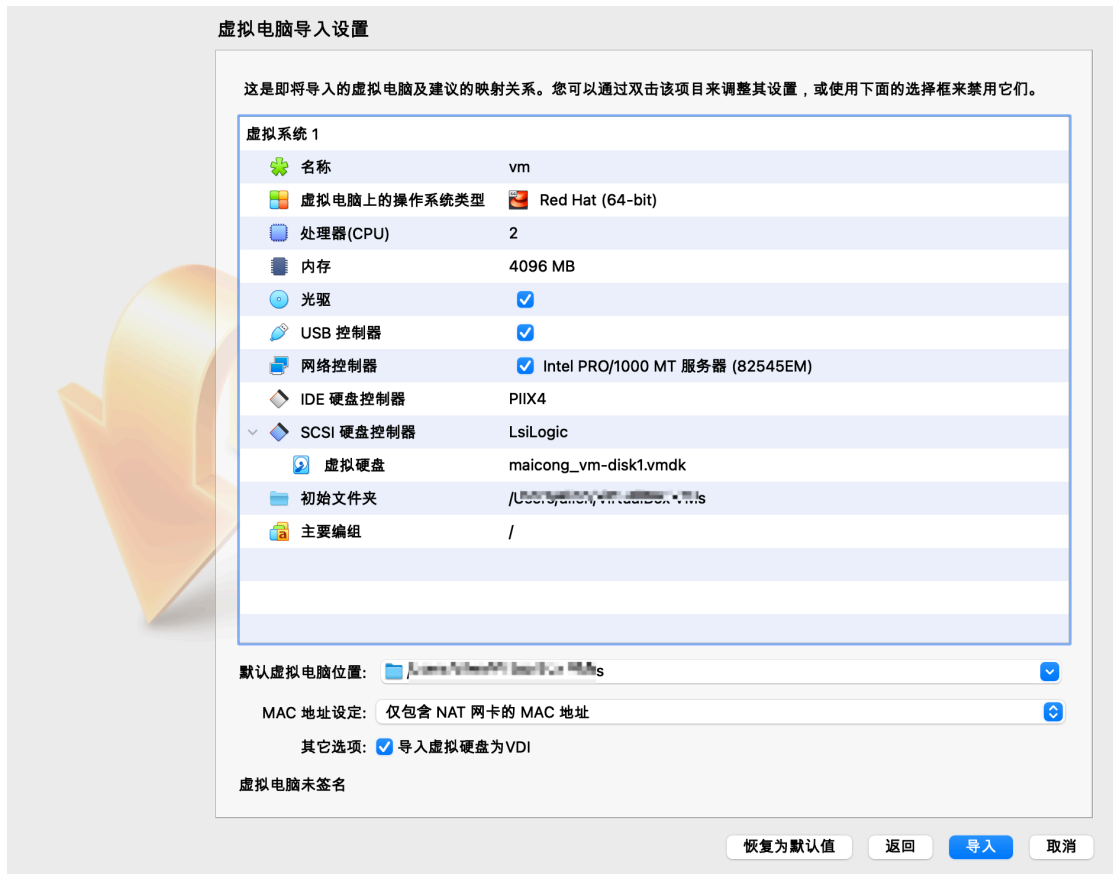 虚拟电脑导入设置
这是即将导入的虚拟电脑及建议的映射关系。您可以通过双击该项目来调整其设置，或使用下面的选择框来禁用它们。
虚拟系统 1
名称 vm
虚拟电脑上的操作系统类型 Red Hat (64-bit)
处理器(CPU) 2
内存 4096 MB
光驱
USB 控制器
网络控制器 Intel PRO/1000 MT 服务器 (82545EM)
IDE 硬盘控制器 PIIX4
SCSI 硬盘控制器 LsiLogic
虚拟硬盘 maicong_vm-disk1.vmdk
初始文件夹
主要编组 /
默认虚拟电脑位置:
MAC 地址设定: 仅包含 NAT 网卡的 MAC 地址
其它选项: 导入虚拟硬盘为VDI
虚拟电脑未签名
恢复为默认值 返回 导入 取消